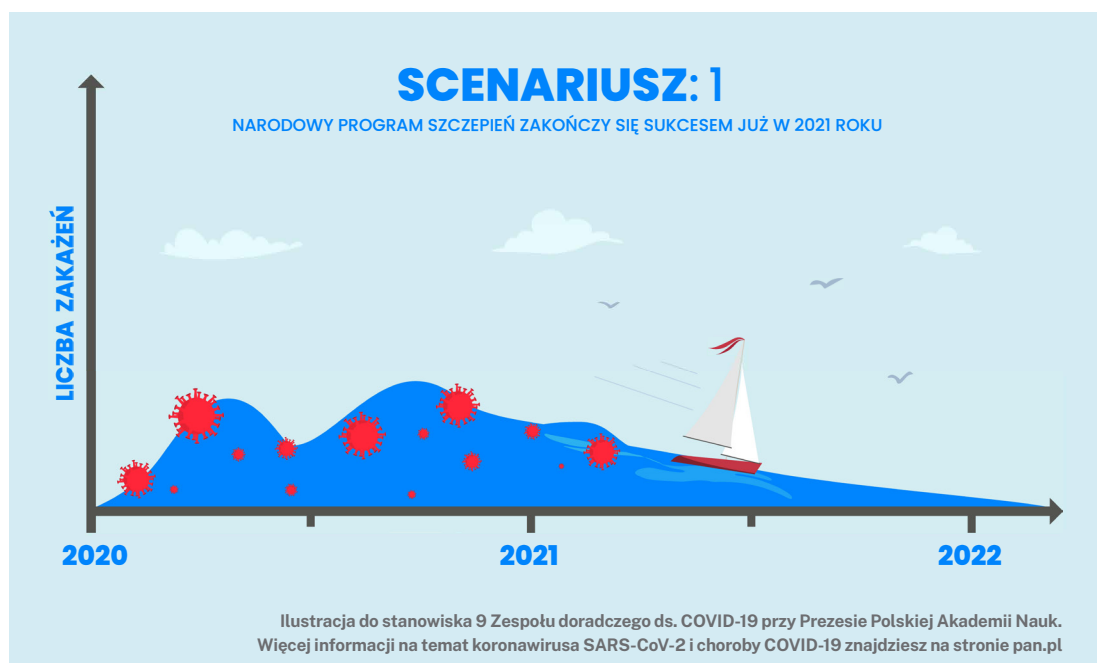 SCENARIUSZ: 1
NARODOWY PROGRAM SZCZEPIEŃ ZAKOŃCZY SIĘ SUKCESEM JUŻ W 2021 ROKU
LICZBA ZAKAŻEŃ
2020
2021
2022
Ilustracja do stanowiska 9 Zespołu doradczego ds. COVID-19 przy Prezesie Polskiej Akademii Nauk.
Więcej informacji na temat koronawirusa SARS-CoV-2 i choroby COVID-19 znajdziesz na stronie pan.pl